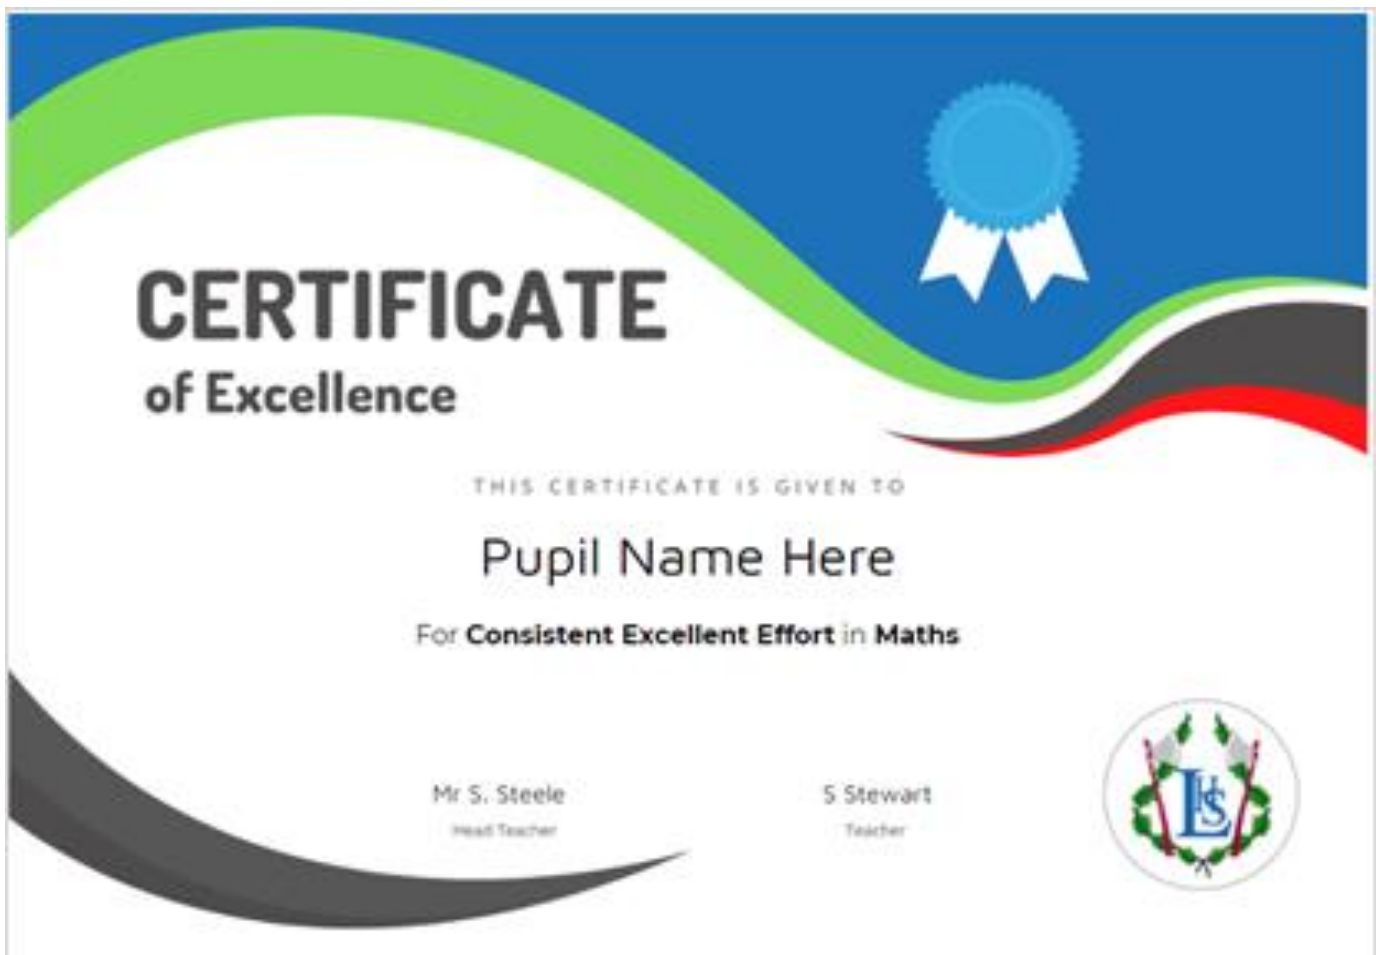 CERTIFICATE
of Excellence
THIS CERTIFICATE IS GIVEN TO
Pupil Name Here
For Consistent Excellent Effort in Maths
Mr S. Steele
Head Teacher
S Stewart
Teacher
LHS